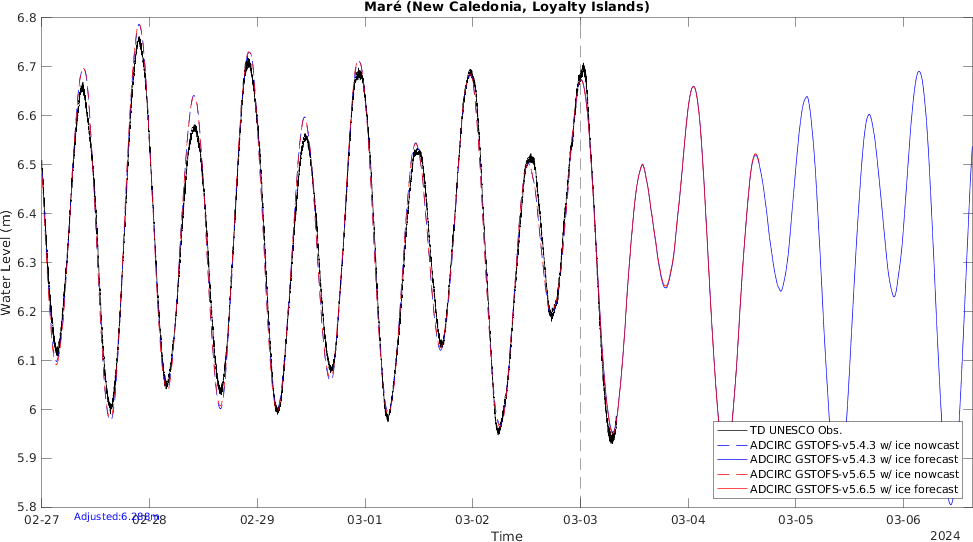 Maré (New Caledonia, Loyalty Islands)
6.8
6.7
6.6
6.5
6.4
6.3
6.2
6.1
6
5.9
5.8
Water Level (m)
TD UNESCO Obs.
ADCIRC GSTOFS-v5.4.3 w/ ice nowcast
ADCIRC GSTOFS-v5.4.3 w/ ice forecast
ADCIRC GSTOFS-v5.6.5 w/ ice nowcast
ADCIRC GSTOFS-v5.6.5 w/ ice forecast
02-27 02-28 02-29 03-01 03-02 03-03 03-04 03-05 03-06
Adjusted:6.288m
Time
2024